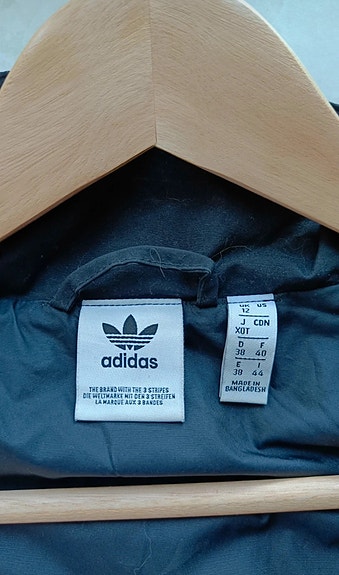 adidas
THE BRAND WITH THE 3 STRIPES
DIE WELTMARKE MIT DEN 3 STREIFEN
LA MARQUE AUX 3 BANDES
UK US
12
J CDN
XOT
D F
38 40
E I
38 44
MADE IN
BANGLADESH